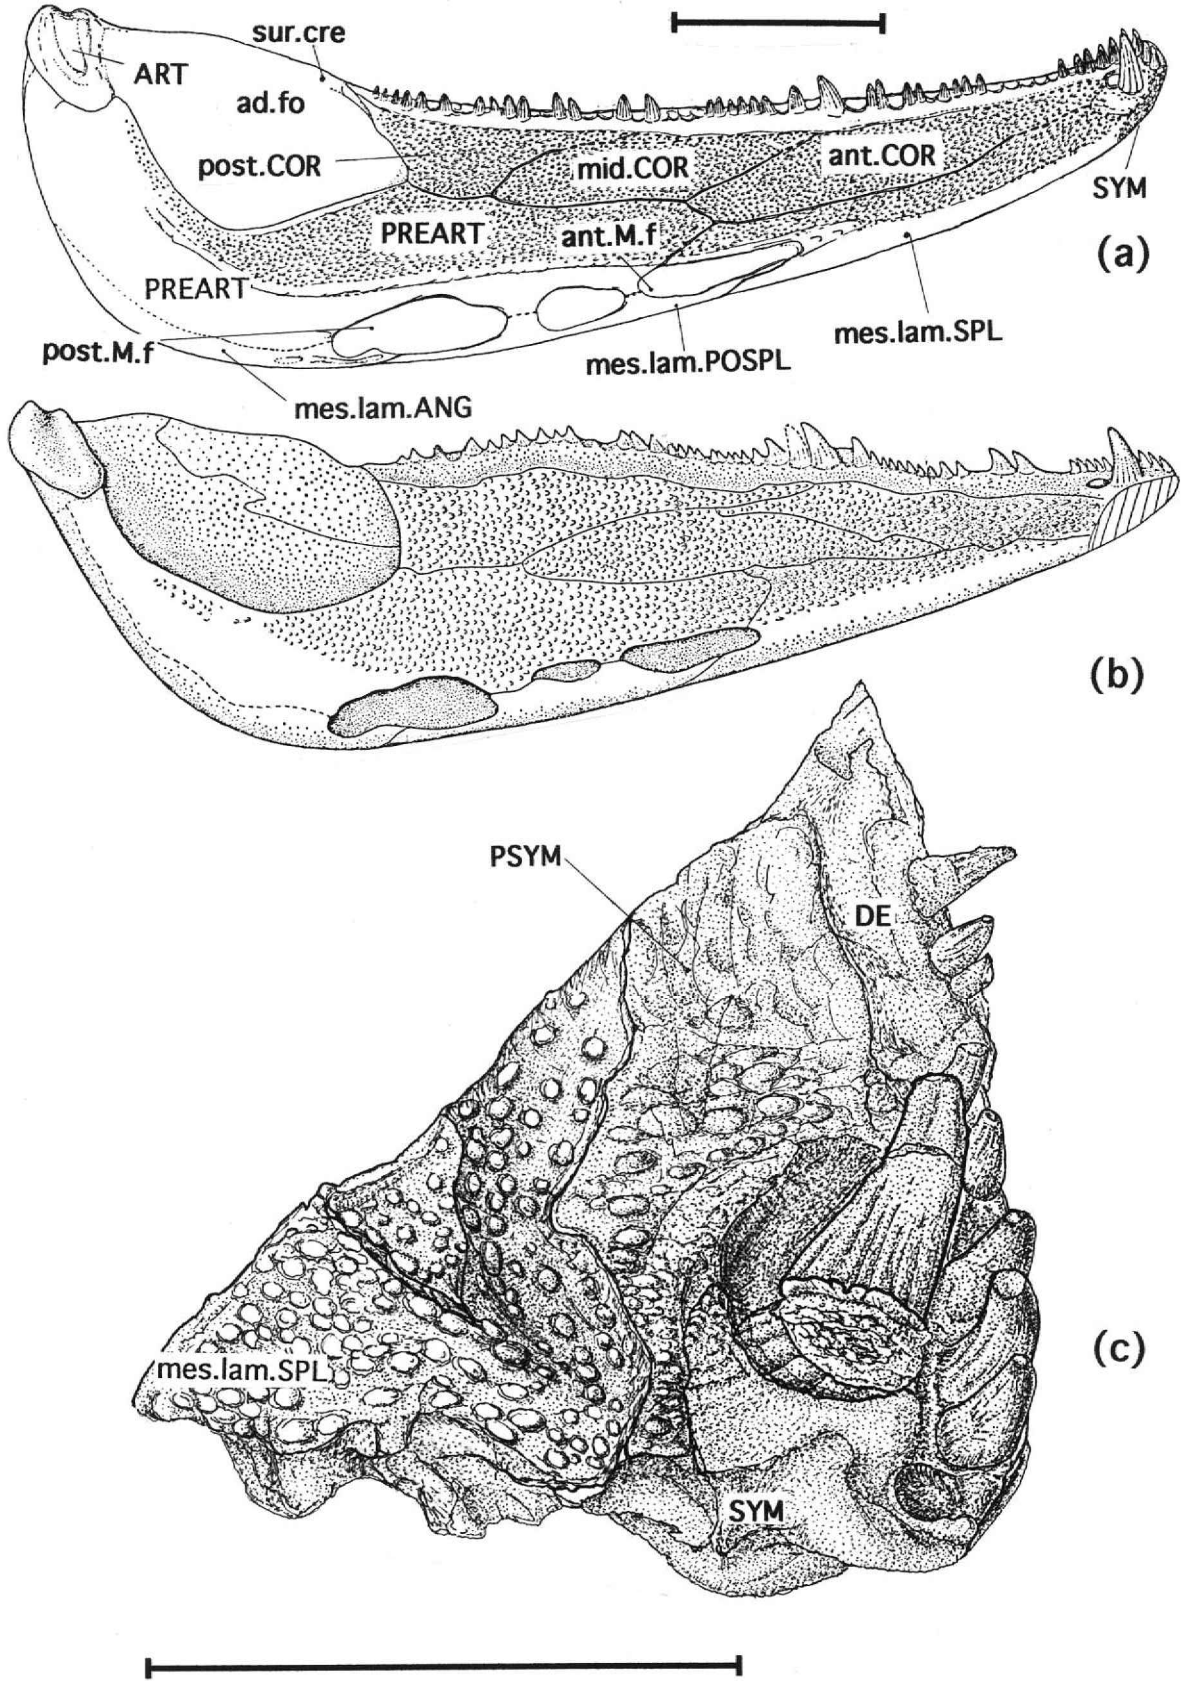 sur.cre
ART
ad.fo
post.COR
mid.COR
ant.COR
SYM
PREART
ant.M.f
(a)
PREART
mes.lam.SPL
post.M.f
mes.lam.POSPL
mes.lam.ANG
(b)
PSYM
DE
(c)
mes.lam.SPL
SYM